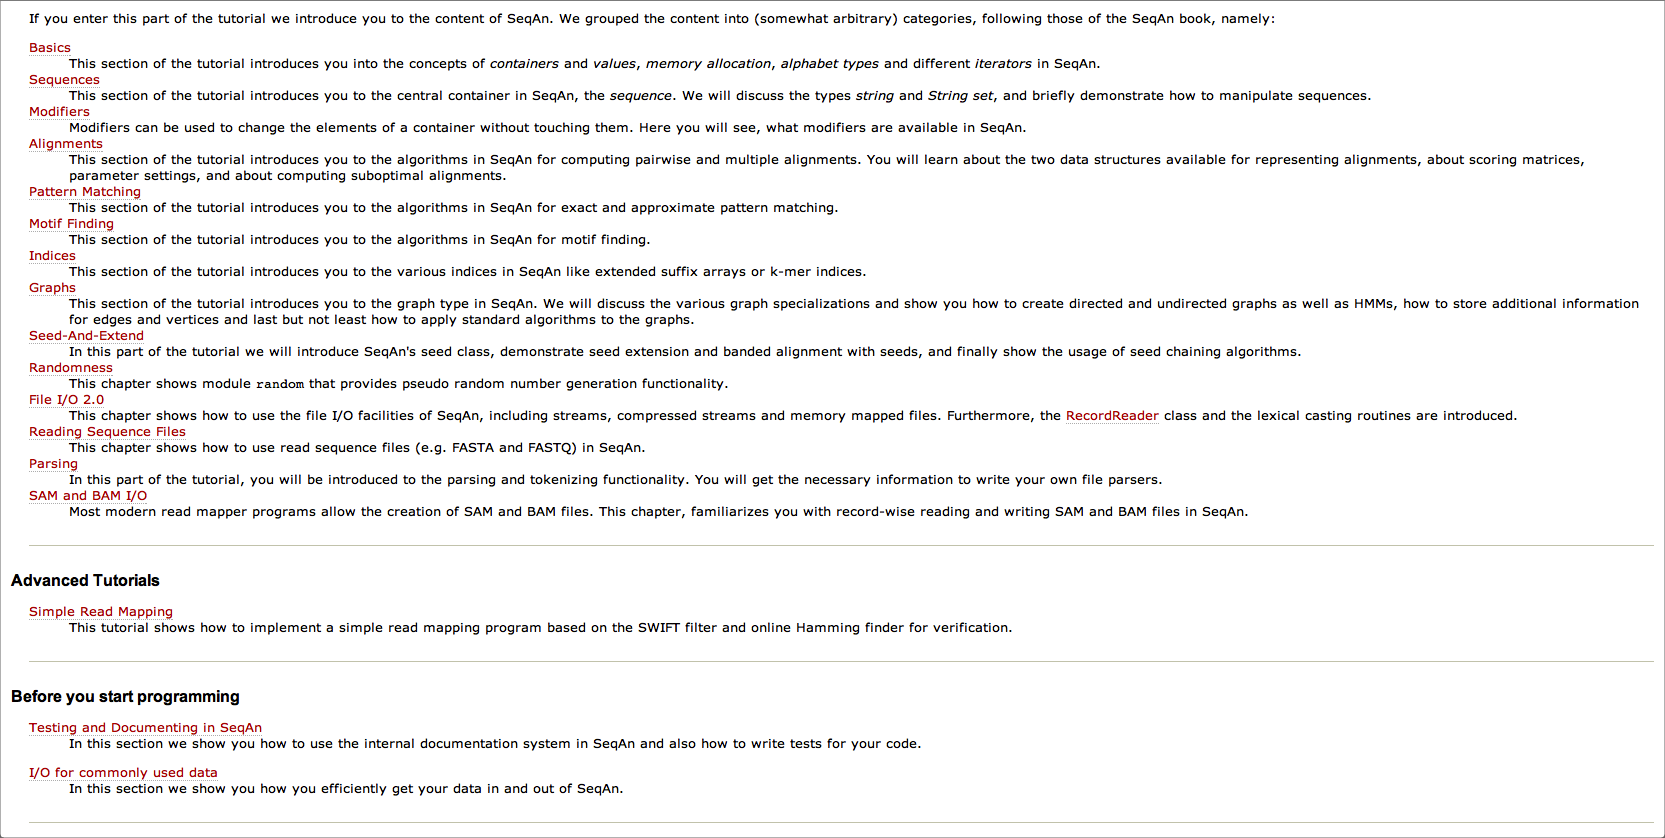 If you enter this part of the tutorial we introduce you to the content of SeqAn. We grouped the content into (somewhat arbitrary) categories, following those of the SeqAn book, namely:
Basics
This section of the tutorial introduces you into the concepts of containers and values, memory allocation, alphabet types and different iterators in SeqAn.
Sequences
This section of the tutorial introduces you to the central container in SeqAn, the sequence. We will discuss the types string and String set, and briefly demonstrate how to manipulate sequences.
Modifiers
Modifiers can be used to change the elements of a container without touching them. Here you will see, what modifiers are available in SeqAn.
Alignments
This section of the tutorial introduces you to the algorithms in SeqAn for computing pairwise and multiple alignments. You will learn about the two data structures available for representing alignments, about scoring matrices,
parameter settings, and about computing suboptimal alignments.
Pattern Matching
This section of the tutorial introduces you to the algorithms in SeqAn for exact and approximate pattern matching.
Motif Finding
This section of the tutorial introduces you to the algorithms in SeqAn for motif finding.
Indices
This section of the tutorial introduces you to the various indices in SeqAn like extended suffix arrays or k-mer indices.
Graphs
This section of the tutorial introduces you to the graph type in SeqAn. We will discuss the various graph specializations and show you how to create directed and undirected graphs as well as HMMs, how to store additional information
for edges and vertices and last but not least how to apply standard algorithms to the graphs.
Seed-And-Extend
In this part of the tutorial we will introduce SeqAn's seed class, demonstrate seed extension and banded alignment with seeds, and finally show the usage of seed chaining algorithms.
Randomness
This chapter shows module random that provides pseudo random number generation functionality.
File I/O 2.0
This chapter shows how to use the file I/O facilities of SeqAn, including streams, compressed streams and memory mapped files. Furthermore, the RecordReader class and the lexical casting routines are introduced.
Reading Sequence Files
This chapter shows how to use read sequence files (e.g. FASTA and FASTQ) in SeqAn.
Parsing
In this part of the tutorial, you will be introduced to the parsing and tokenizing functionality. You will get the necessary information to write your own file parsers.
SAM and BAM I/O
Most modern read mapper programs allow the creation of SAM and BAM files. This chapter, familiarizes you with record-wise reading and writing SAM and BAM files in SeqAn.
Advanced Tutorials
Simple Read Mapping
This tutorial shows how to implement a simple read mapping program based on the SWIFT filter and online Hamming finder for verification.
Before you start programming
Testing and Documenting in SeqAn
In this section we show you how to use the internal documentation system in SeqAn and also how to write tests for your code.
I/O for commonly used data
In this section we show you how you efficiently get your data in and out of SeqAn.